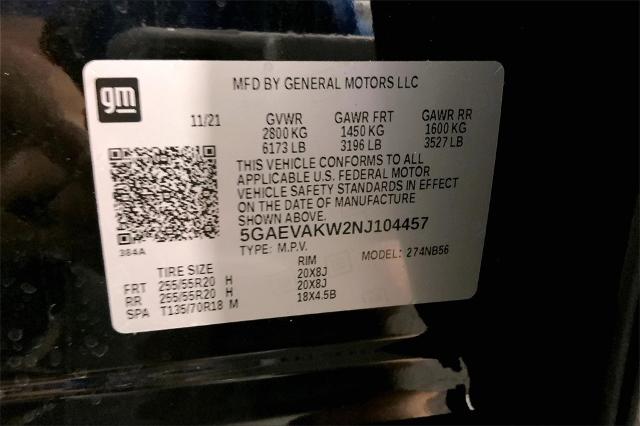 gm
MFD BY GENERAL MOTORS LLC
11/21 GVWR GAWR FRT GAWR RR
2800 KG 1450 KG 1600 KG
6173 LB 3196 LB 3527 LB
THIS VEHICLE CONFORMS TO ALL
APPLICABLE U.S. FEDERAL MOTOR
VEHICLE SAFETY STANDARDS IN EFFECT
ON THE DATE OF MANUFACTURE
SHOWN ABOVE.
384A 5GAEVAKW2NJ104457
TYPE: M.P.V. MODEL: 274NB56
TIRE SIZE RIM
FRT 255/55R20 H 20X8J
RR 255/55R20 H 20X8J
SPA T135/70R18 M 18X4.5B